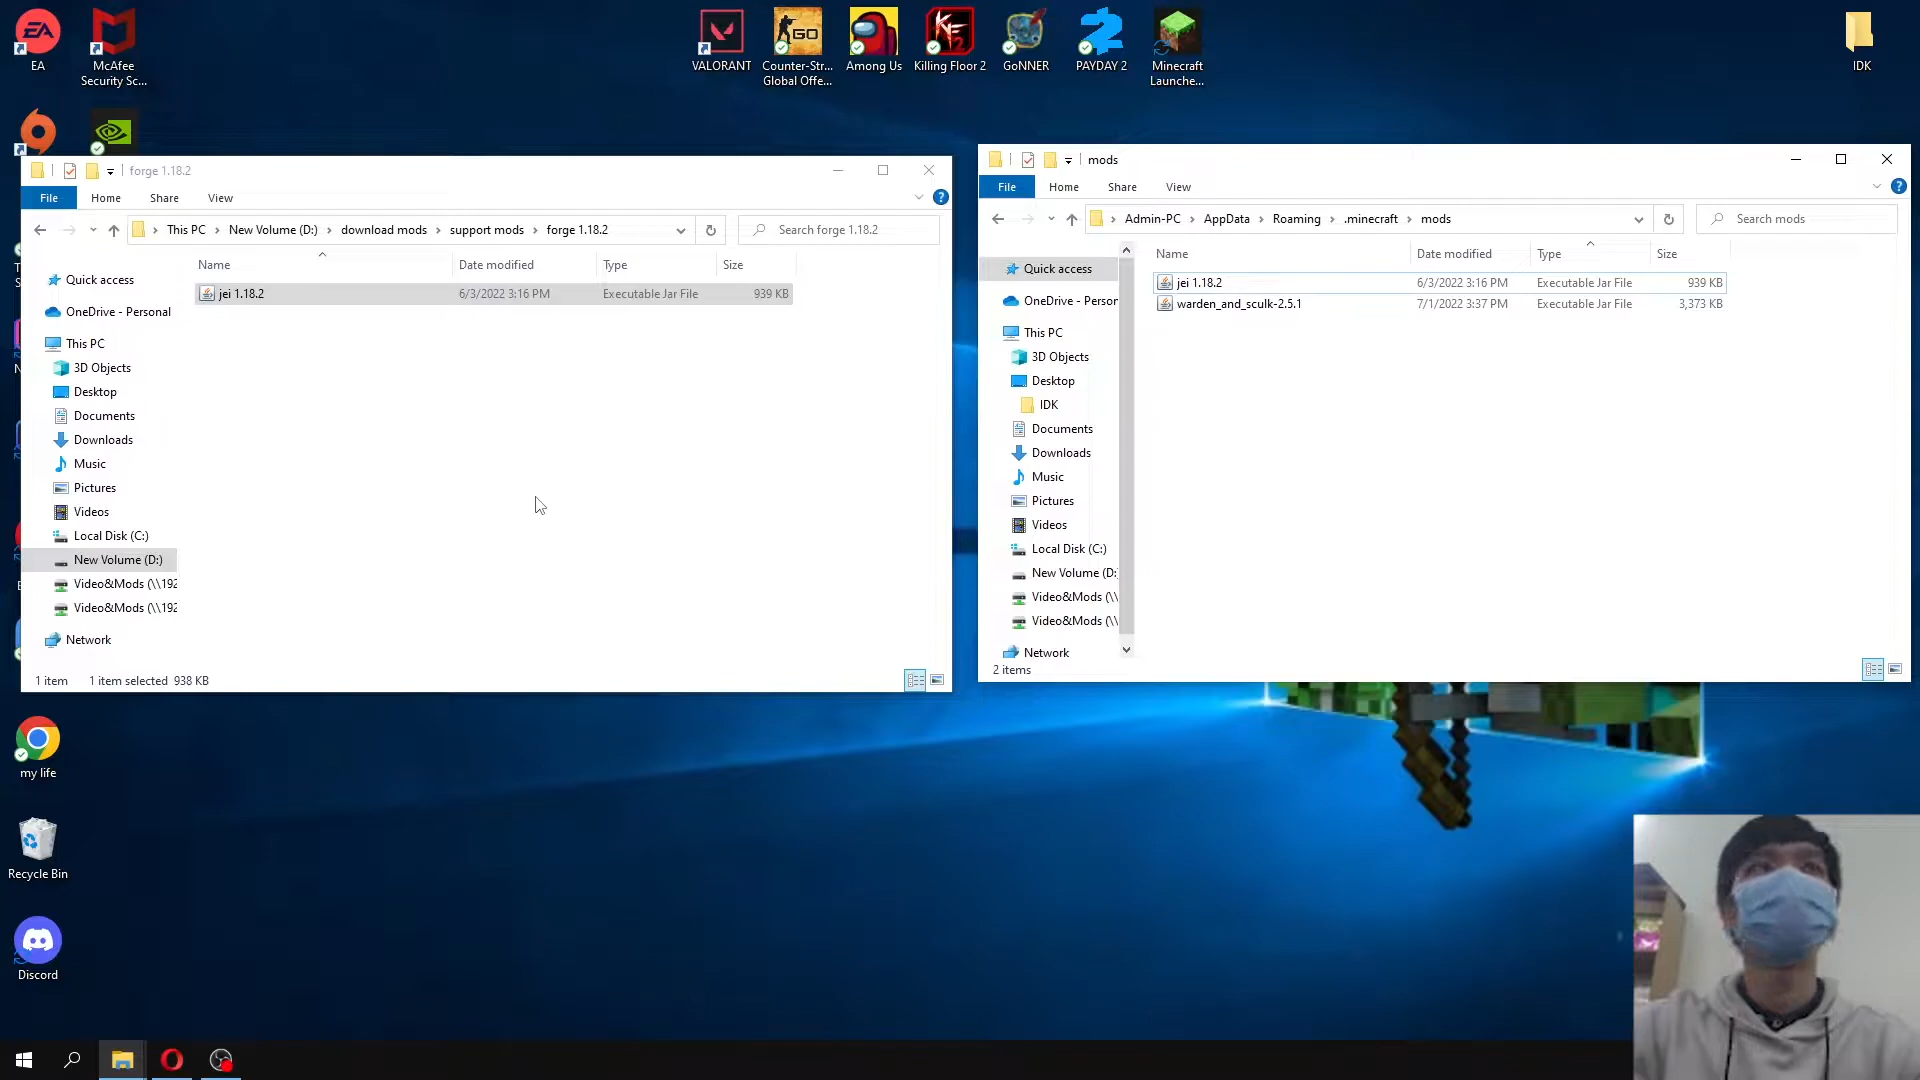 EA
McAfee
Security Sc...
VALORANT
Counter-Str...
Global Offe...
Among Us
Killing Floor 2
GoNNER
PAYDAY 2
Minecraft
Launche...
IDK
forge 1.18.2
File
Home
Share
View
This PC
New Volume (D:)
download mods
support mods
forge 1.18.2
Search forge 1.18.2
Name
Date modified
Type
Size
jei 1.18.2
6/3/2022 3:16 PM
Executable Jar File
939 KB
Quick access
OneDrive - Personal
This PC
3D Objects
Desktop
Documents
Downloads
Music
Pictures
Videos
Local Disk (C:)
New Volume (D:)
Video&Mods (\\192
Video&Mods (\\192
Network
1 item
1 item selected 938 KB
mods
File
Home
Share
View
Admin-PC
AppData
Roaming
.minecraft
mods
Search mods
Name
Date modified
Type
Size
jei 1.18.2
6/3/2022 3:16 PM
Executable Jar File
939 KB
warden_and_sculk-2.5.1
7/1/2022 3:37 PM
Executable Jar File
3,373 KB
Quick access
OneDrive - Person
This PC
3D Objects
Desktop
IDK
Documents
Downloads
Music
Pictures
Videos
Local Disk (C:)
New Volume (D:
Video&Mods (\\
Video&Mods (\\
Network
2 items
my life
Recycle Bin
Discord